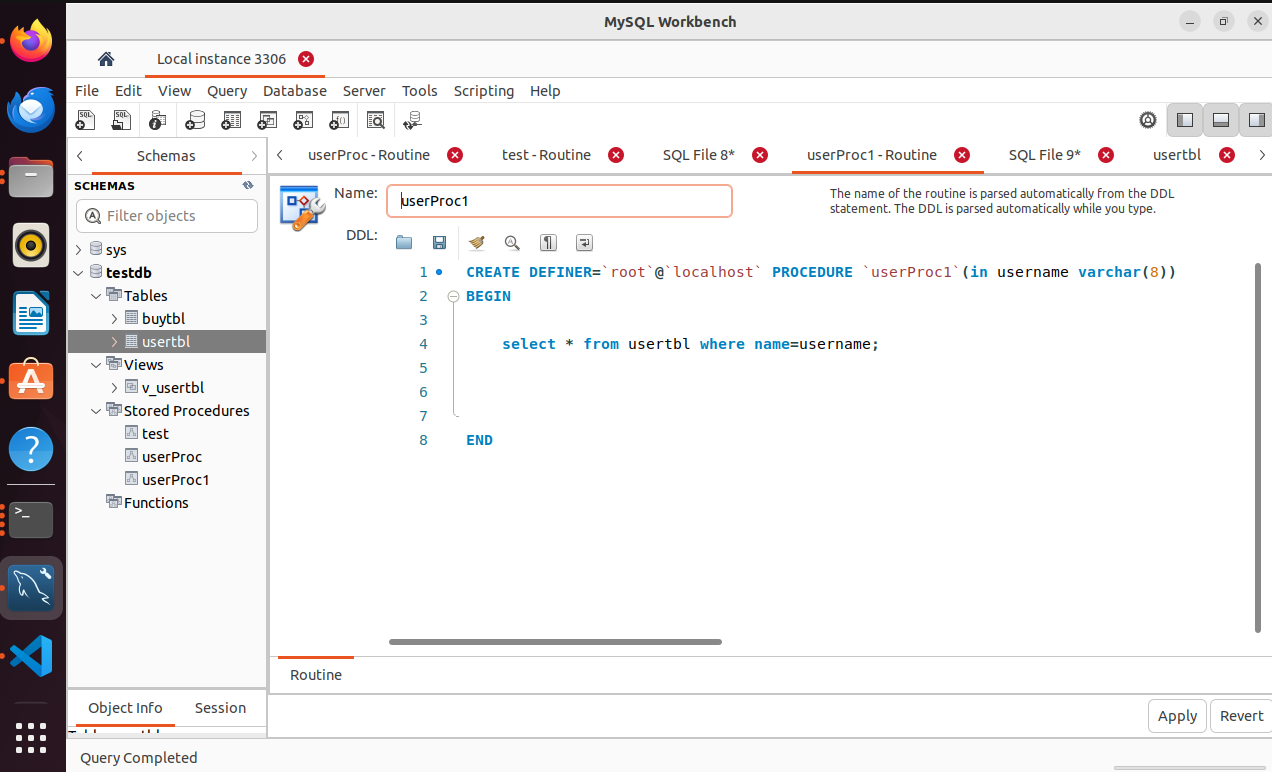 MySQL Workbench
Local instance 3306
File Edit View Query Database Server Tools Scripting Help
Schemas
userProc - Routine test - Routine SQL File 8* userProc1 - Routine SQL File 9* usertbl
SCHEMAS
Filter objects
sys
testdb
Tables
buytbl
usertbl
Views
v_usertbl
Stored Procedures
test
userProc
userProc1
Functions
Name: userProc1
The name of the routine is parsed automatically from the DDL
statement. The DDL is parsed automatically while you type.
DDL:
1 CREATE DEFINER=`root`@`localhost` PROCEDURE `userProc1`(in username varchar(8))
2 BEGIN
3
4 select * from usertbl where name=username;
5
6
7
8 END
Routine
Object Info Session
Apply Revert
Query Completed